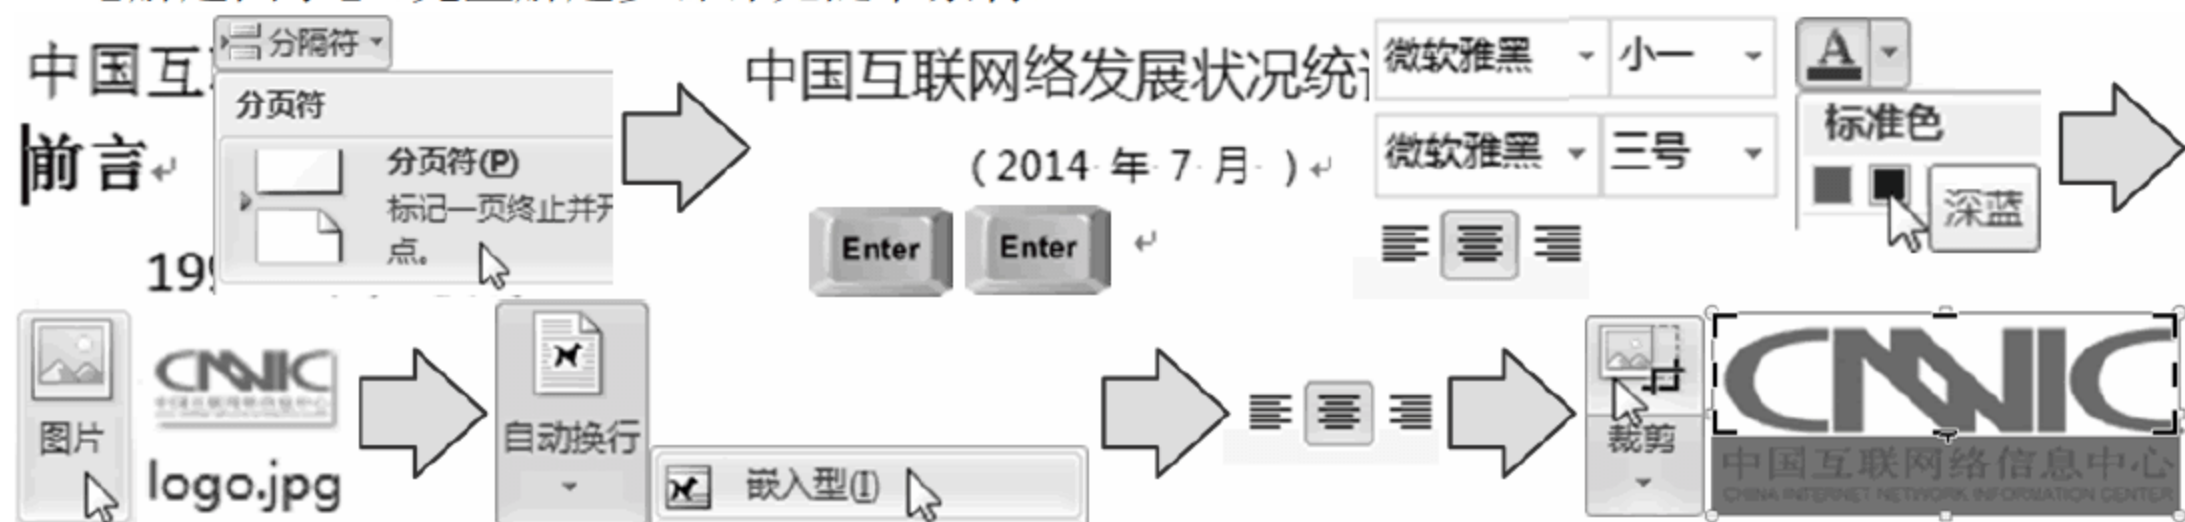 分隔符
中国互
分页符
前言
分页符(P)
标记一页终止并开
点。
19
中国互联网络发展状况统
(2014 年 7 月 )
Enter Enter
微软雅黑 小一
微软雅黑 三号
A
标准色
深蓝
图片
CNNIC
logo.jpg
自动换行
嵌入型(I)
裁剪
CNNIC
中国互联网络信息中心
CHINA INTERNET NETWORK INFORMATION CENTER